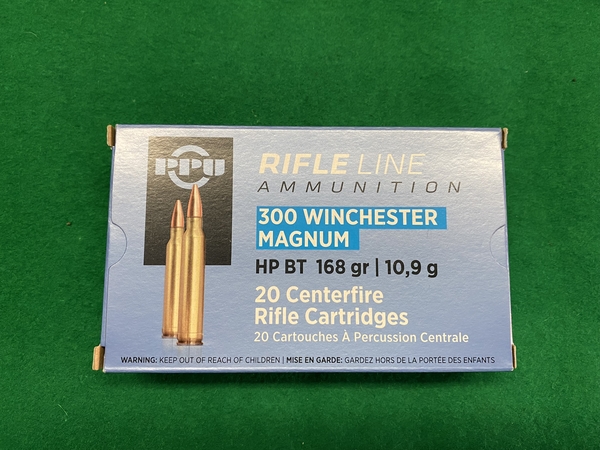 PPU
RIFLE LINE
AMMUNITION
300 WINCHESTER
MAGNUM
HP BT 168 gr | 10,9 g
20 Centerfire
Rifle Cartridges
20 Cartouches À Percussion Centrale
WARNING: KEEP OUT OF REACH OF CHILDREN | MISE EN GARDE: GARDEZ HORS DE LA PORTÉE DES ENFANTS